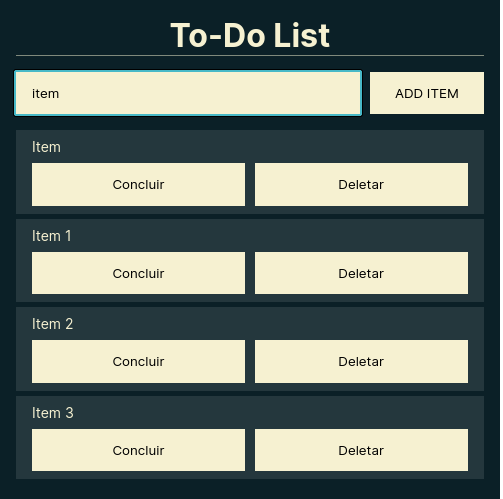 To-Do List
item
ADD ITEM
Item
Concluir
Deletar
Item 1
Concluir
Deletar
Item 2
Concluir
Deletar
Item 3
Concluir
Deletar